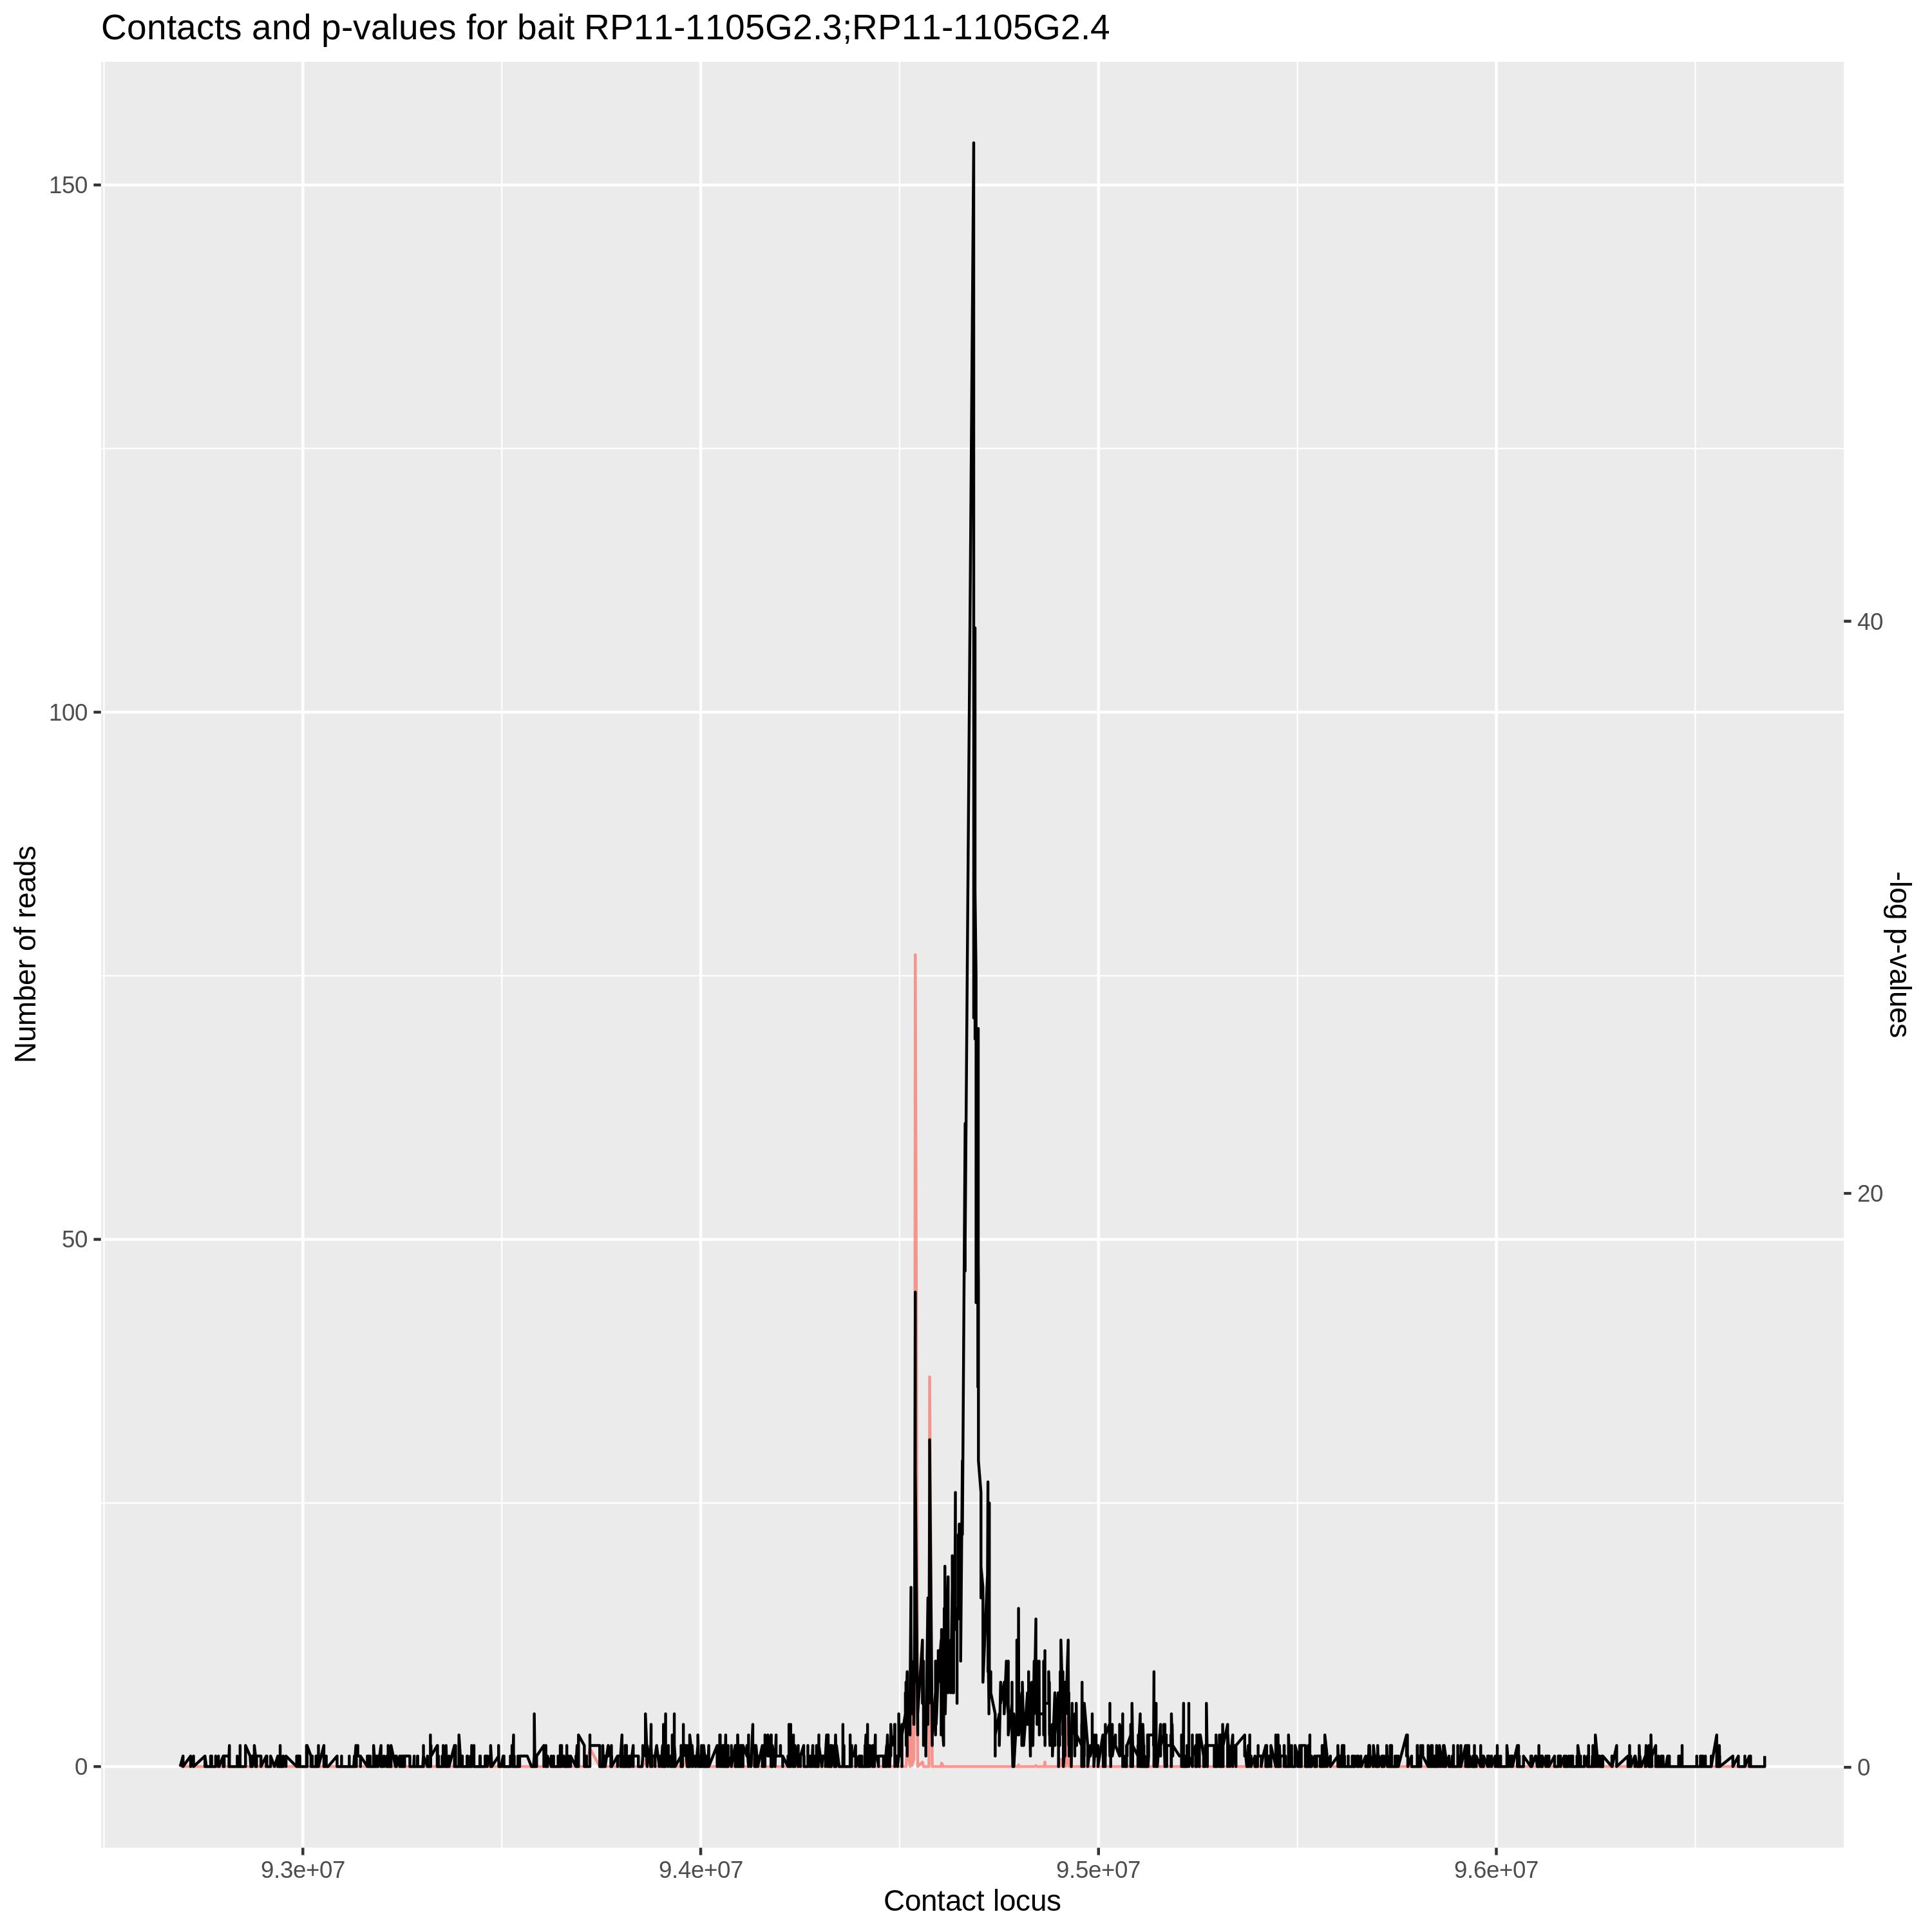 Contacts and p-values for bait RP11-1105G2.3;RP11-1105G2.4
150
100
50
0
Number of reads
40
20
0
-log p-values
9.3e+07
9.4e+07
9.5e+07
9.6e+07
Contact locus